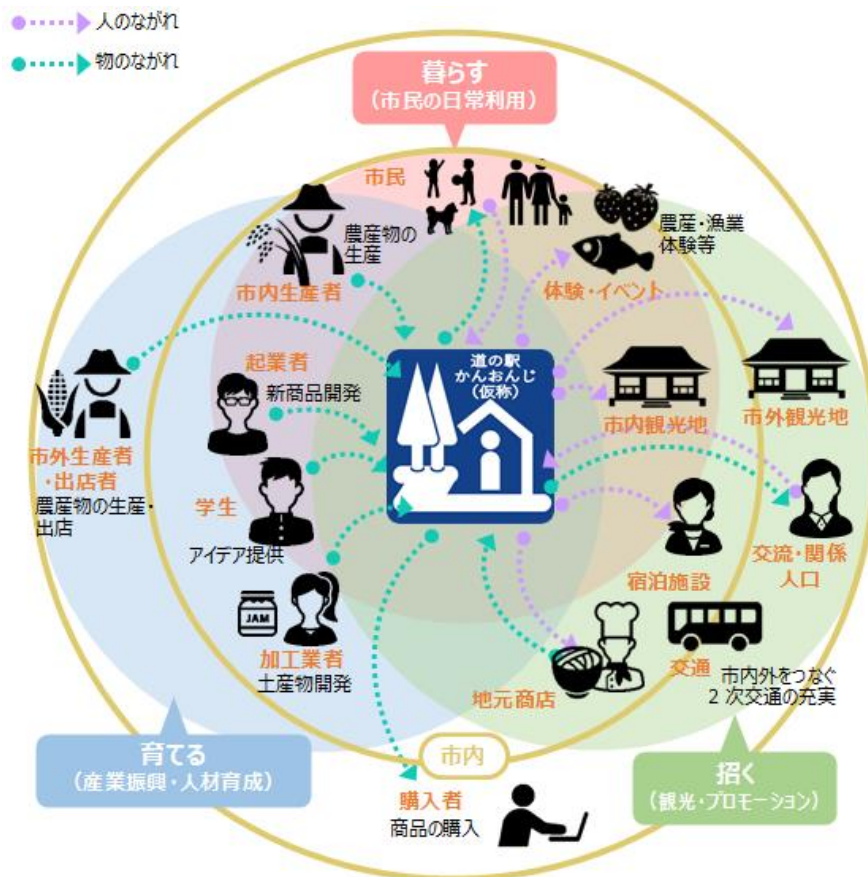 人のながれ
物のながれ
暮らす
（市民の日常利用）
市民
農産物の
生産
市内生産者
農産・漁業
体験等
体験・イベント
起業者
新商品開発
道の駅
かんおんじ
（仮称）
市内観光地
市外観光地
市外生産者
・出店者
農産物の生産・
出店
学生
アイデア提供
宿泊施設
交流・関係
人口
JAM
加工業者
土産物開発
地元商店
交通
市内外をつなぐ
2 次交通の充実
育てる
（産業振興・人材育成）
市内
招く
（観光・プロモーション）
購入者
商品の購入